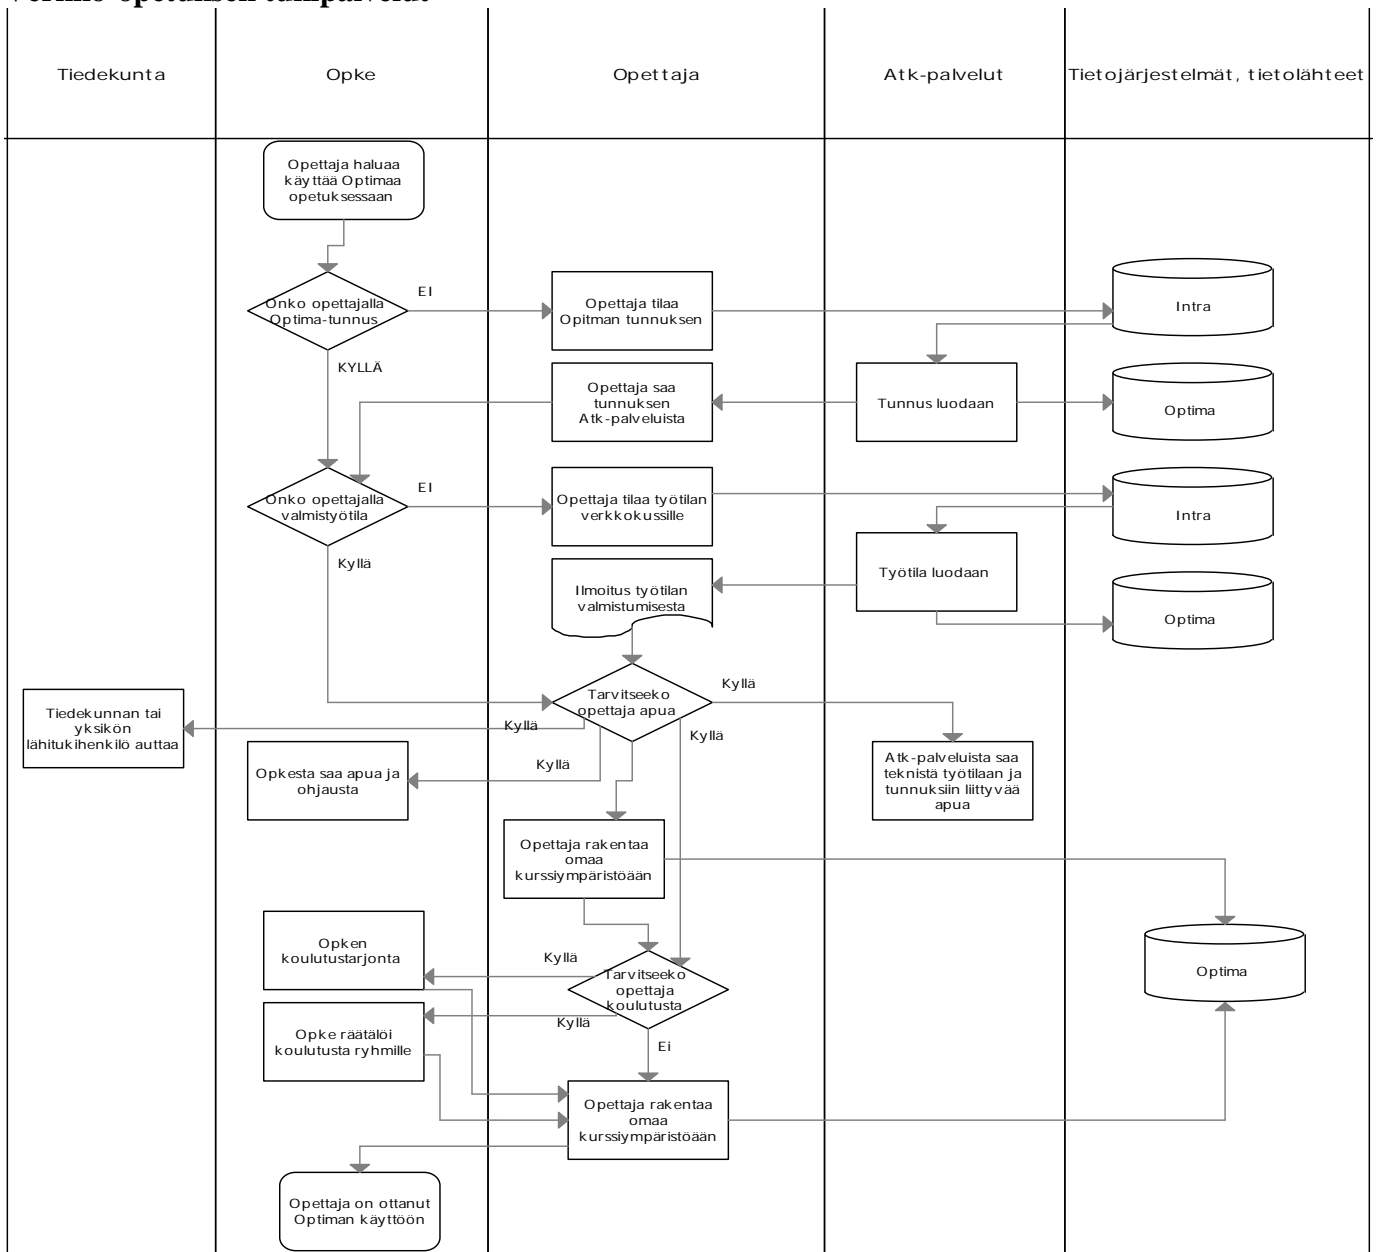 Verkko-opetuksen tukipalvelut
Tiedekunta
Opke
Opettaja
Atk-palvelut
Tietojärjestelmät, tietolähteet
Opettaja haluaa
käyttää Optimaa
opetuksessaan
Onko opettajalla
Optima-tunnus
EI
KYLLÄ
Opettaja tilaa
Opitman tunnuksen
Intra
Opettaja saa
tunnuksen
Atk-palveluista
Tunnus luodaan
Optima
Onko opettajalla
valmistyötila
EI
Kyllä
Opettaja tilaa työtilan
verkkokussille
Intra
Ilmoitus työtilan
valmistumisesta
Työtila luodaan
Optima
Tarvitseeko
opettaja apua
Kyllä
Kyllä
Kyllä
Kyllä
Tiedekunnan tai
yksikön
lähitukihenkilö auttaa
Opkesta saa apua ja
ohjausta
Atk-palveluista saa
teknistä työtilaan ja
tunnuksiin liittyvää
apua
Opettaja rakentaa
omaa
kurssiympäristöään
Opken
koulutustarjonta
Kyllä
Tarvitseeko
opettaja
koulutusta
Optima
Opke räätälöi
koulutusta ryhmille
Kyllä
Ei
Opettaja rakentaa
omaa
kurssiympäristöään
Opettaja on ottanut
Optiman käyttöön